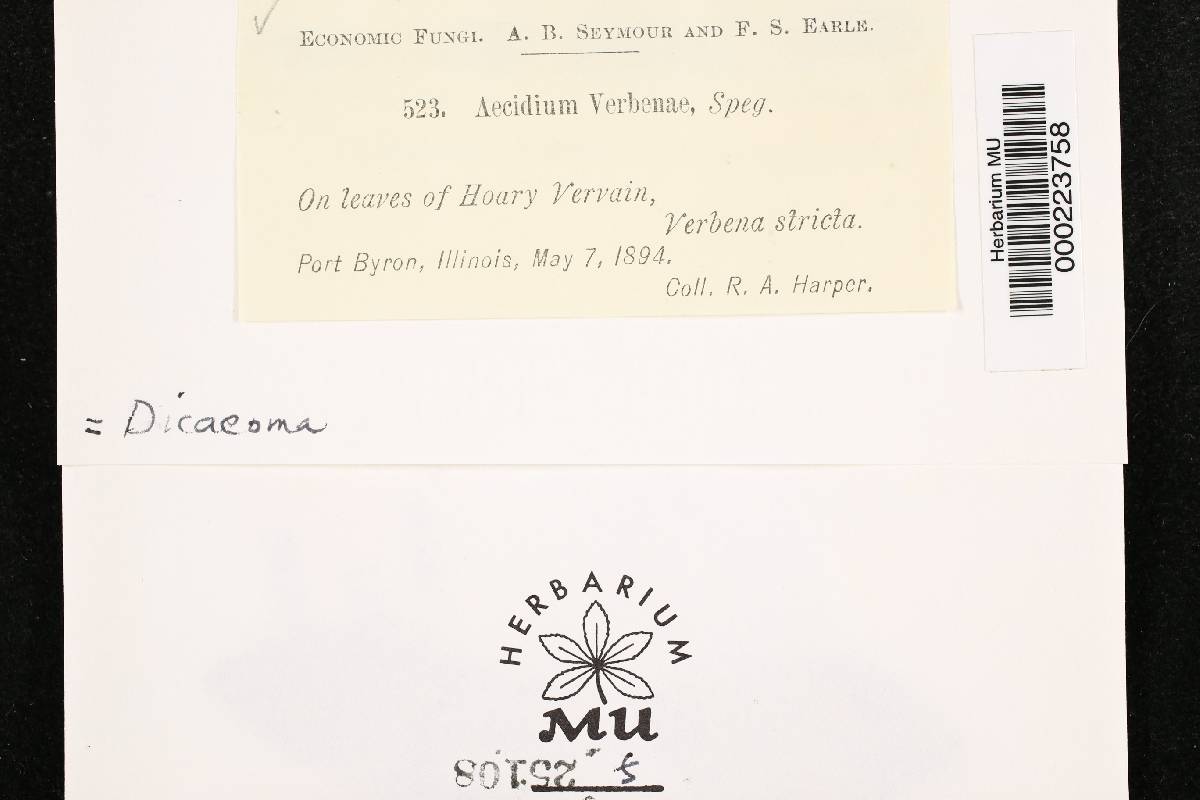 Economic Fungi. A. B. Seymour and F. S. Earle.
523. Aecidium Verbenae, Speg.
On leaves of Hoary Vervain,
Verbena stricta.
Port Byron, Illinois, May 7, 1894.
Coll. R. A. Harper.
Herbarium MU
000223758
= Dicaeoma
HERBARIUM
MU
25108